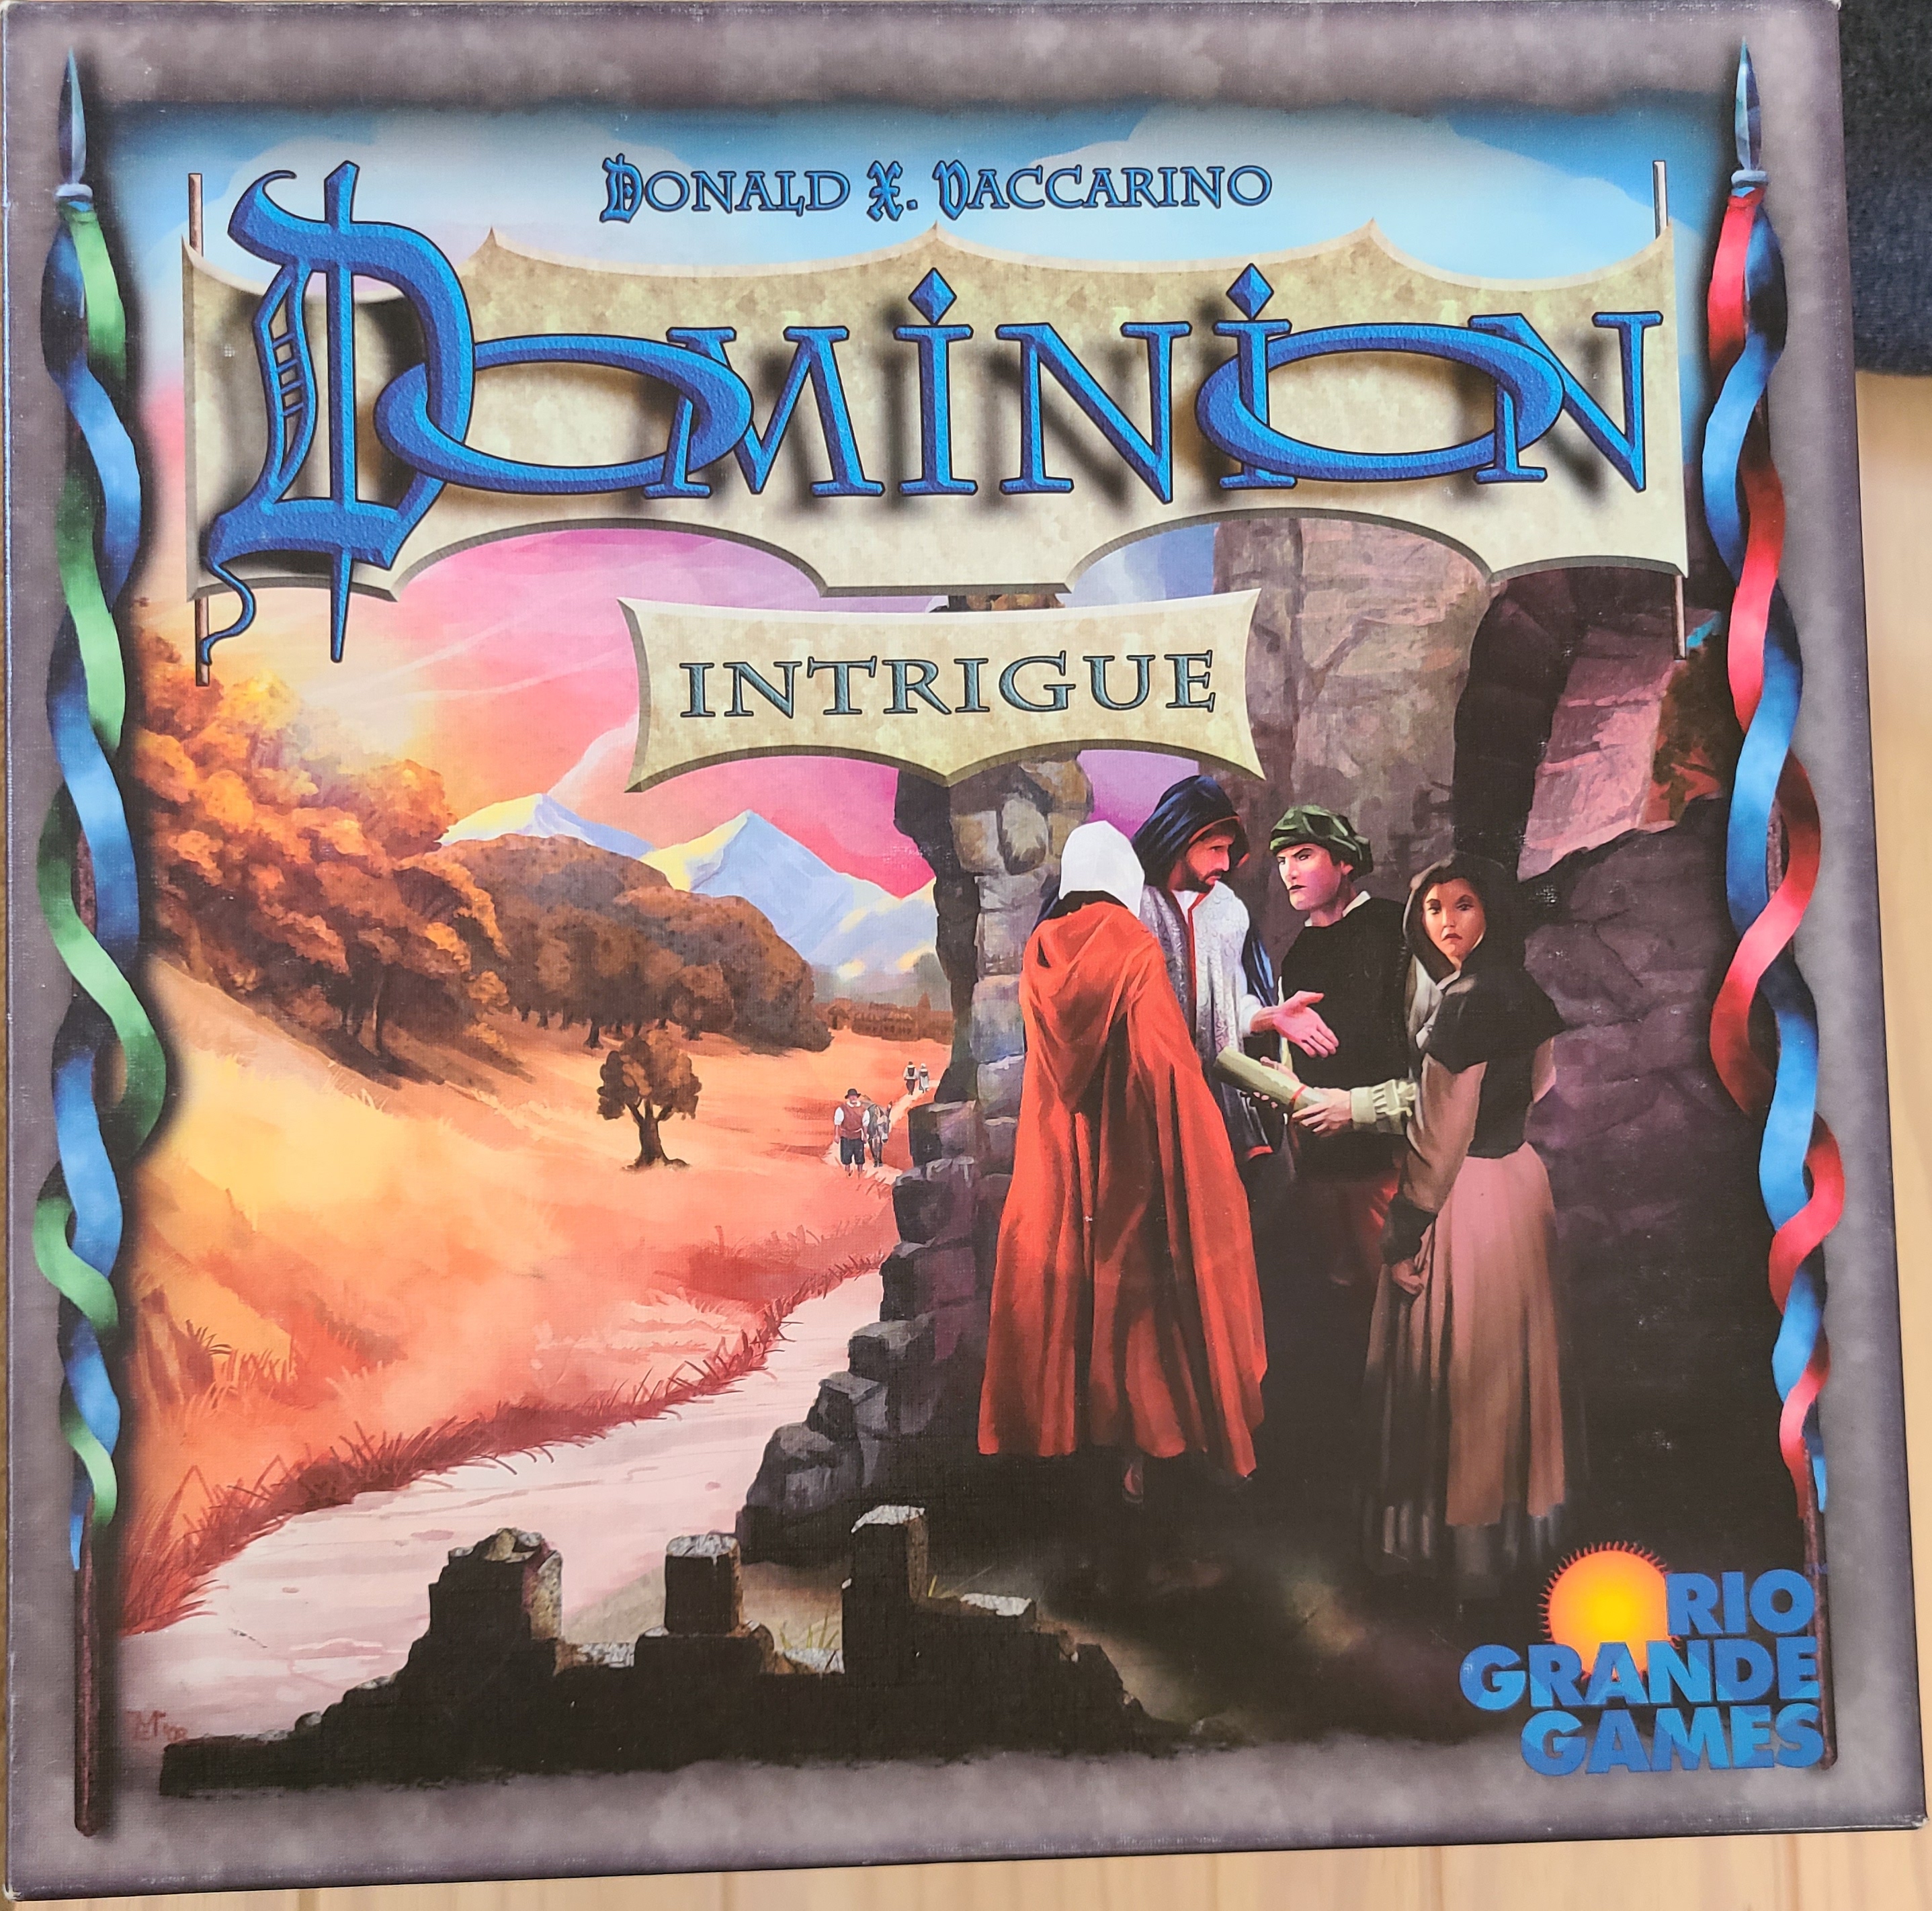 Donald X. Vaccarino
Dominion
INTRIGUE
RIO
GRANDE
GAMES